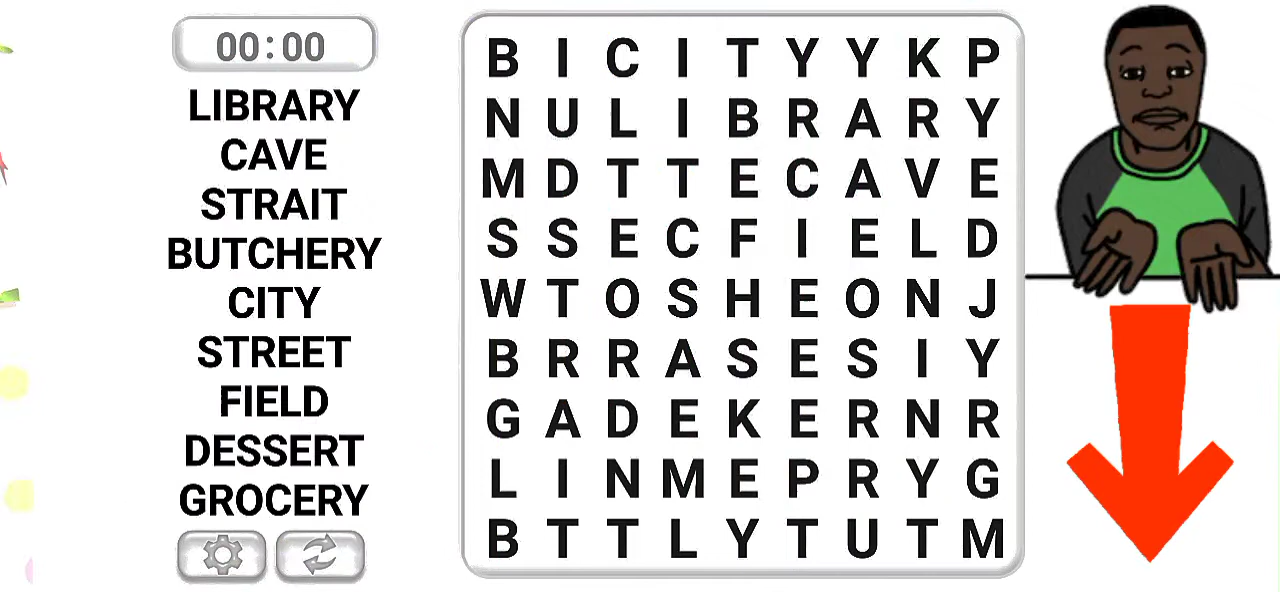 00:00
LIBRARY
CAVE
STRAIT
BUTCHERY
CITY
STREET
FIELD
DESSERT
GROCERY
B I C I T Y Y K P
N U L I B R A R Y
M D T T E C A V E
S S E C F I E L D
W T O S H E O N J
B R R A S E S I Y
G A D E K E R N R
L I N M E P R Y G
B T T L Y T U T M